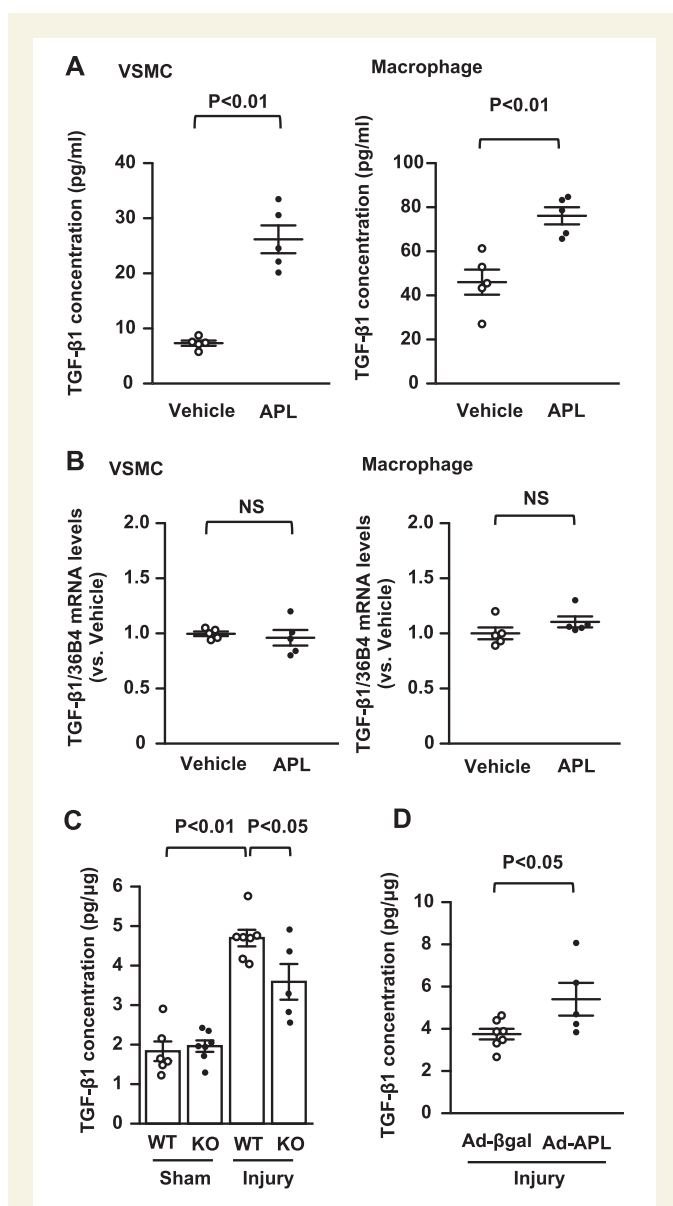 A
VSMC
Macrophage
P<0.01
P<0.01
TGF-β1 concentration (pg/ml)
40
30
20
10
0
Vehicle APL
TGF-β1 concentration (pg/ml)
100
80
60
40
20
0
Vehicle APL
B
VSMC
Macrophage
NS
NS
TGF-β1/36B4 mRNA levels
(vs. Vehicle)
2.0
1.5
1.0
0.5
0
Vehicle APL
TGF-β1/36B4 mRNA levels
(vs. Vehicle)
2.0
1.5
1.0
0.5
0
Vehicle APL
C
P<0.01 P<0.05
TGF-β1 concentration (pg/μg)
6
5
4
3
2
1
0
WT KO WT KO
Sham Injury
D
P<0.05
TGF-β1 concentration (pg/μg)
10
8
6
4
2
0
Ad-βgal Ad-APL
Injury